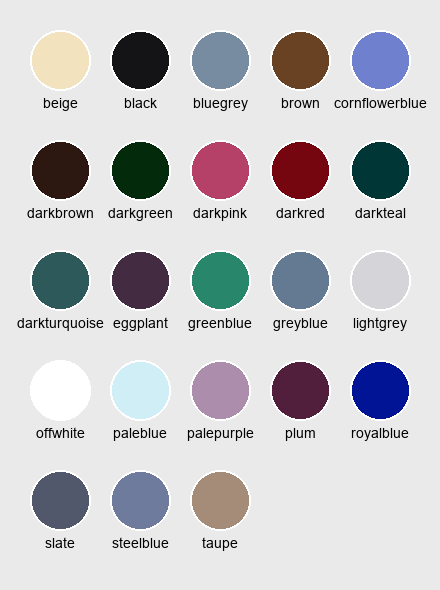 beige black bluegrey brown cornflowerblue
darkbrown darkgreen darkpink darkred darkteal
darkturquoise eggplant greenblue greyblue lightgrey
offwhite paleblue palepurple plum royalblue
slate steelblue taupe